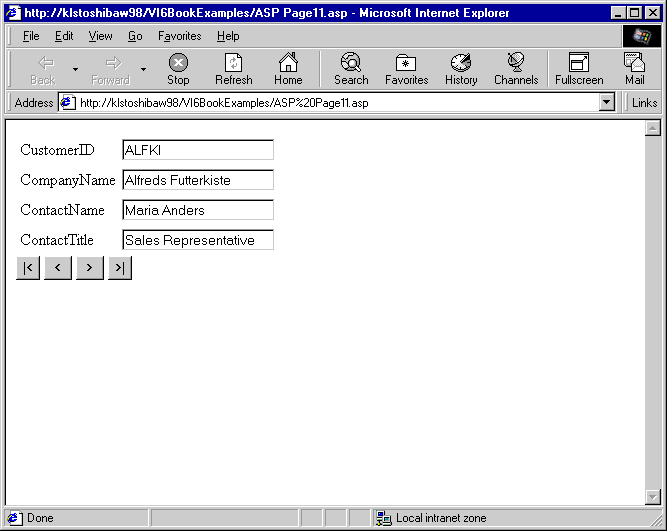 http://klstoshibaw98/VI6BookExamples/ASP Page11.asp - Microsoft Internet Explorer
File Edit View Go Favorites Help
Back Forward Stop Refresh Home Search Favorites History Channels Fullscreen Mail
Address http://klstoshibaw98/VI6BookExamples/ASP%20Page11.asp Links
CustomerID ALFKI
CompanyName Alfreds Futterkiste
ContactName Maria Anders
ContactTitle Sales Representative
|< < > >|
Done Local intranet zone